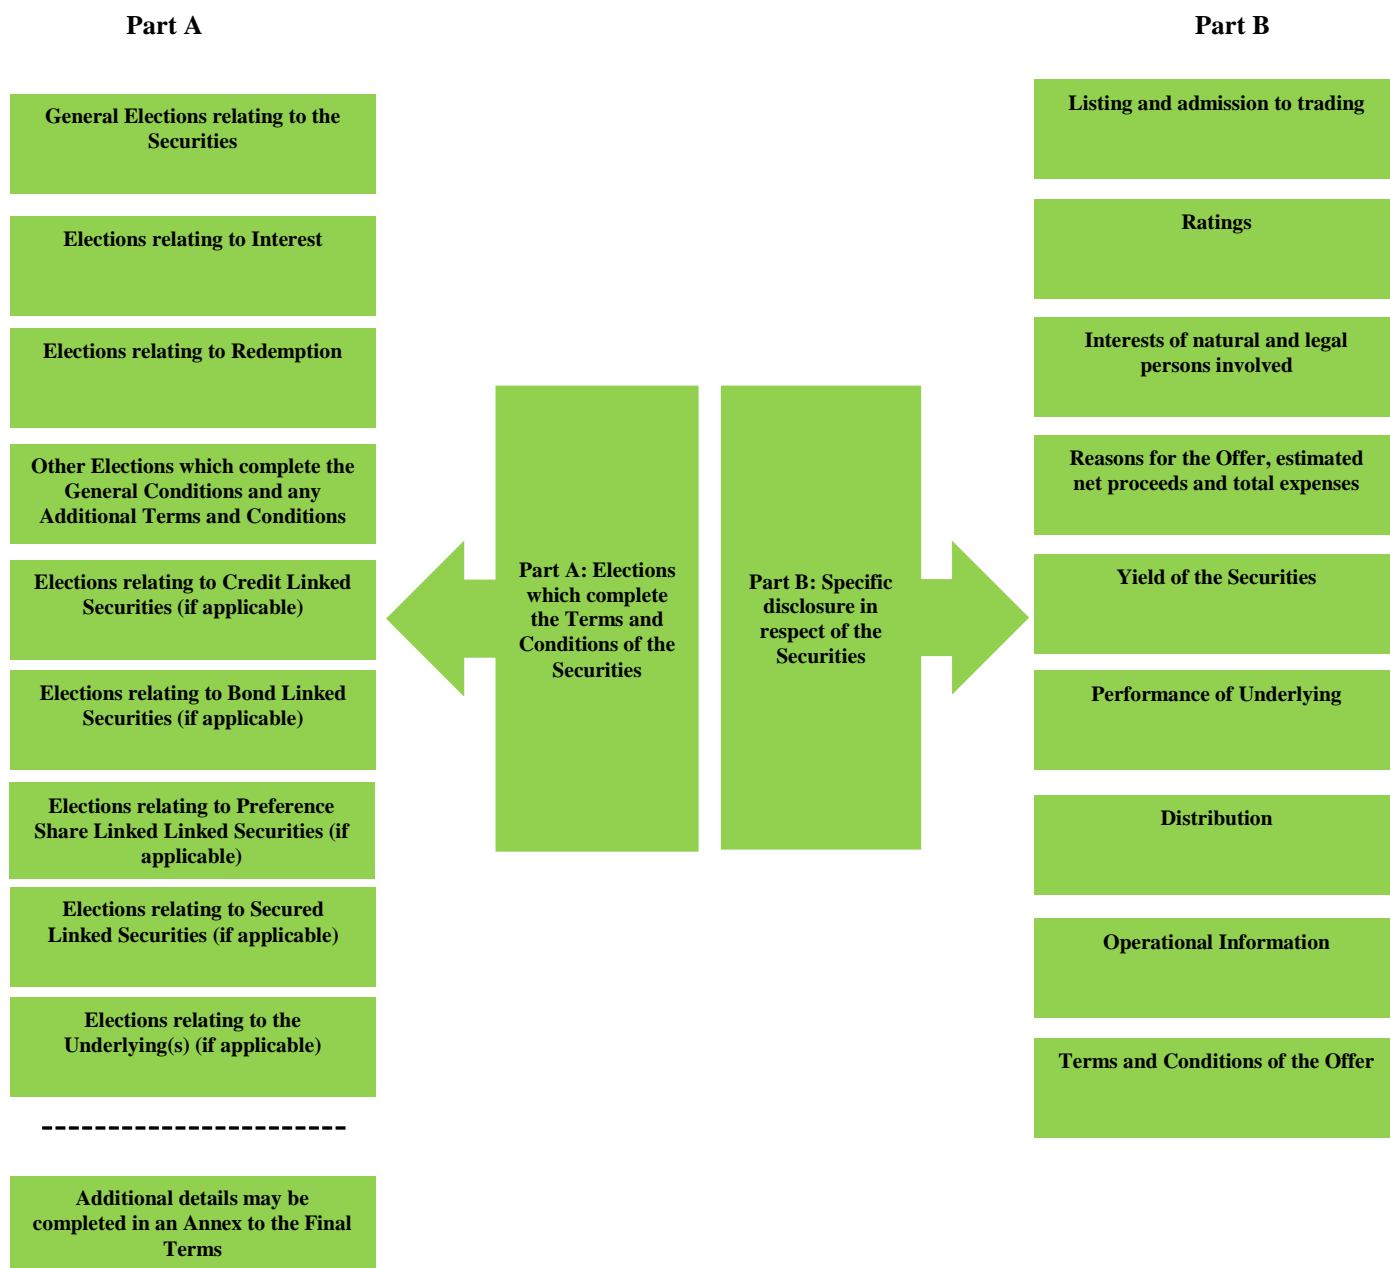 Part A
General Elections relating to the
Securities
Elections relating to Interest
Elections relating to Redemption
Other Elections which complete the
General Conditions and any
Additional Terms and Conditions
Elections relating to Credit Linked
Securities (if applicable)
Elections relating to Bond Linked
Securities (if applicable)
Elections relating to Preference
Share Linked Linked Securities (if
applicable)
Elections relating to Secured
Linked Securities (if applicable)
Elections relating to the
Underlying(s) (if applicable)
-----------------------
Additional details may be
completed in an Annex to the Final
Terms
Part A: Elections
which complete
the Terms and
Conditions of the
Securities
Part B: Specific
disclosure in
respect of the
Securities
Part B
Listing and admission to trading
Ratings
Interests of natural and legal
persons involved
Reasons for the Offer, estimated
net proceeds and total expenses
Yield of the Securities
Performance of Underlying
Distribution
Operational Information
Terms and Conditions of the Offer